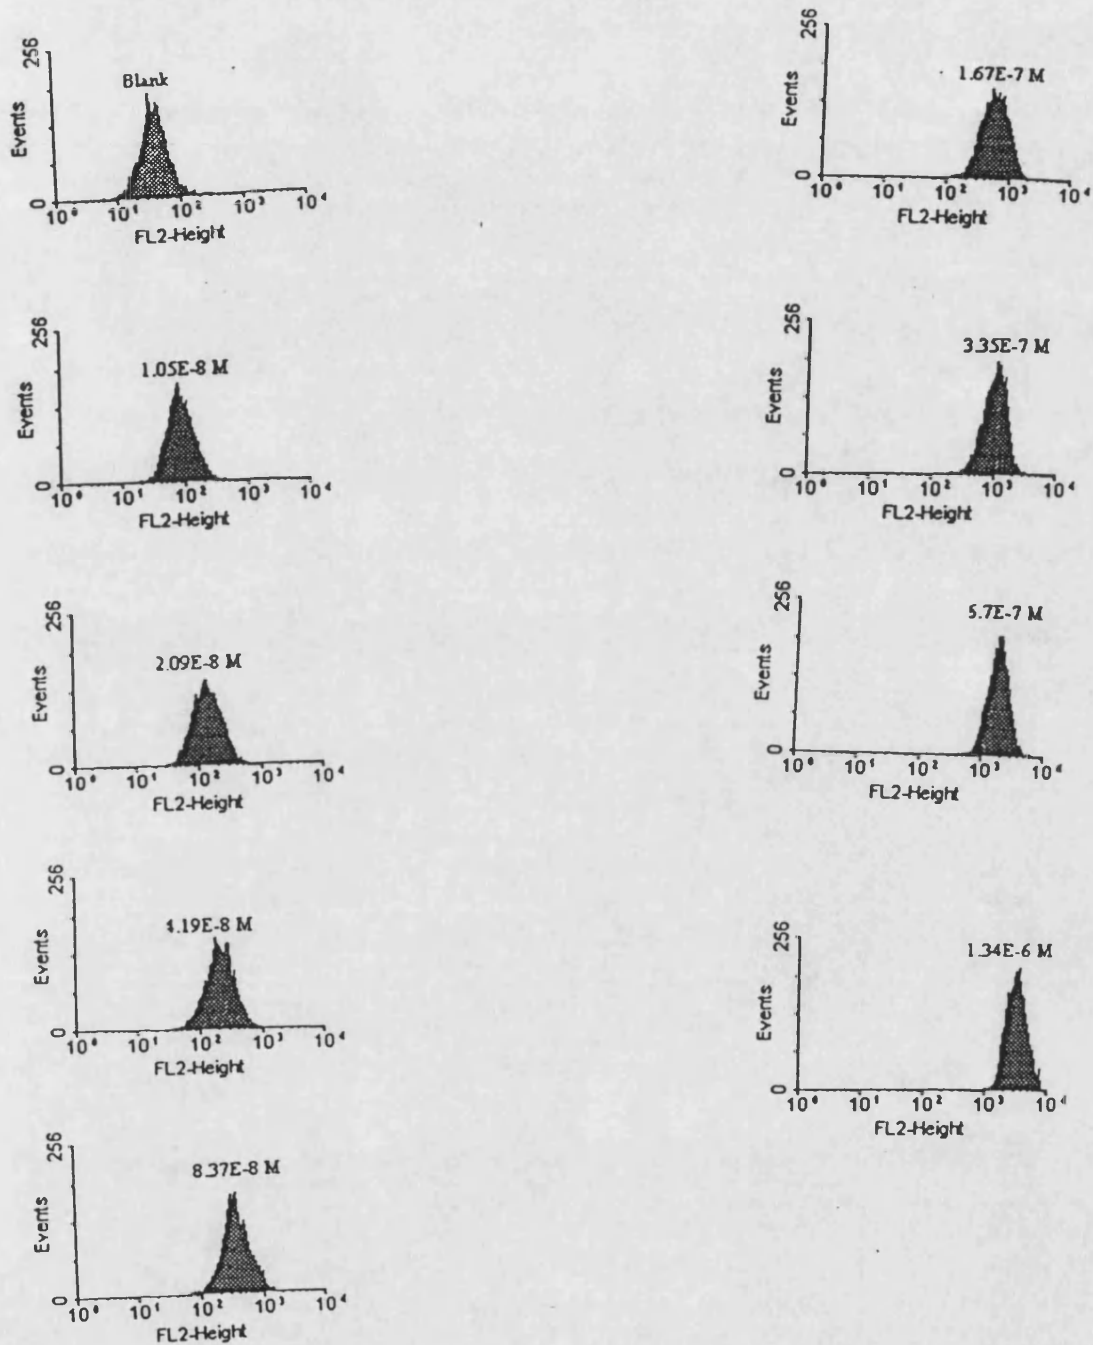 256
Blank
Events
0
10⁰ 10¹ 10² 10³ 10⁴
FL2-Height
256
1.05E-8 M
Events
0
10⁰ 10¹ 10² 10³ 10⁴
FL2-Height
256
2.09E-8 M
Events
0
10⁰ 10¹ 10² 10³ 10⁴
FL2-Height
256
4.19E-8 M
Events
0
10⁰ 10¹ 10² 10³ 10⁴
FL2-Height
256
8.37E-8 M
Events
0
10⁰ 10¹ 10² 10³ 10⁴
FL2-Height
256
1.67E-7 M
Events
0
10⁰ 10¹ 10² 10³ 10⁴
FL2-Height
256
3.35E-7 M
Events
0
10⁰ 10¹ 10² 10³ 10⁴
FL2-Height
256
5.7E-7 M
Events
0
10⁰ 10¹ 10² 10³ 10⁴
FL2-Height
256
1.34E-6 M
Events
0
10⁰ 10¹ 10² 10³ 10⁴
FL2-Height